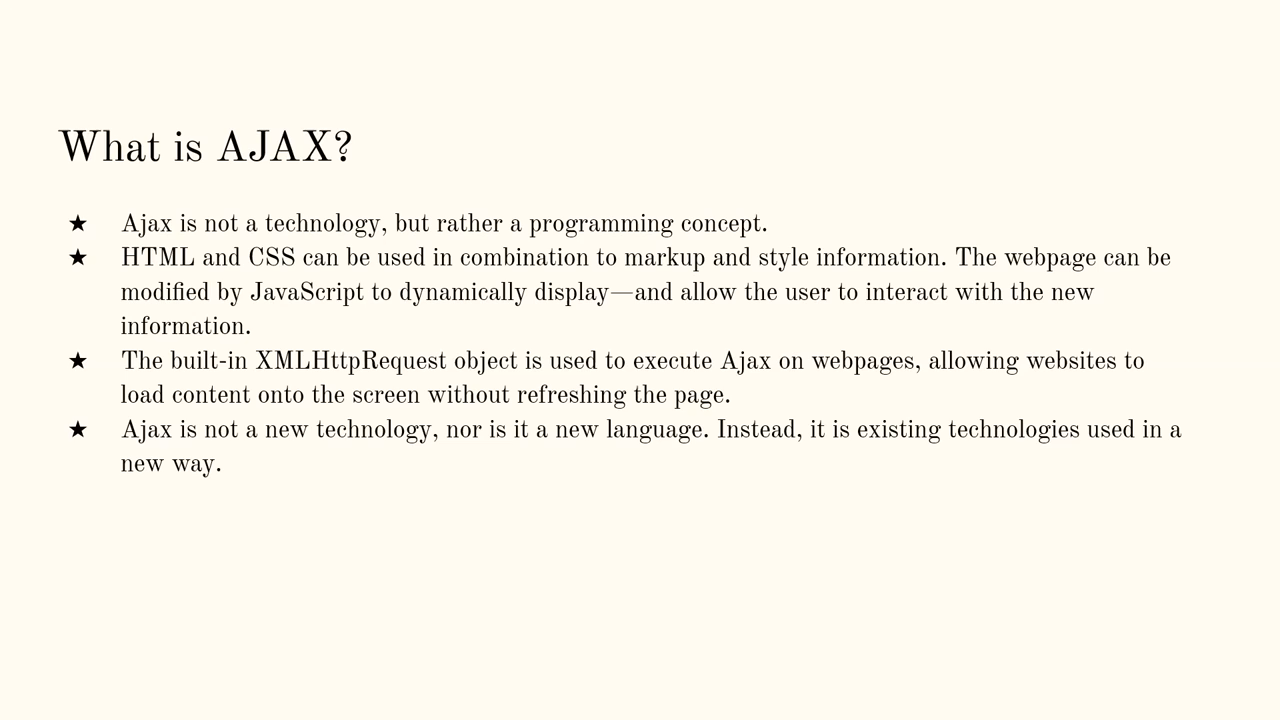 What is AJAX?
★ Ajax is not a technology, but rather a programming concept.
★ HTML and CSS can be used in combination to markup and style information. The webpage can be
modified by JavaScript to dynamically display—and allow the user to interact with the new
information.
★ The built-in XMLHttpRequest object is used to execute Ajax on webpages, allowing websites to
load content onto the screen without refreshing the page.
★ Ajax is not a new technology, nor is it a new language. Instead, it is existing technologies used in a
new way.